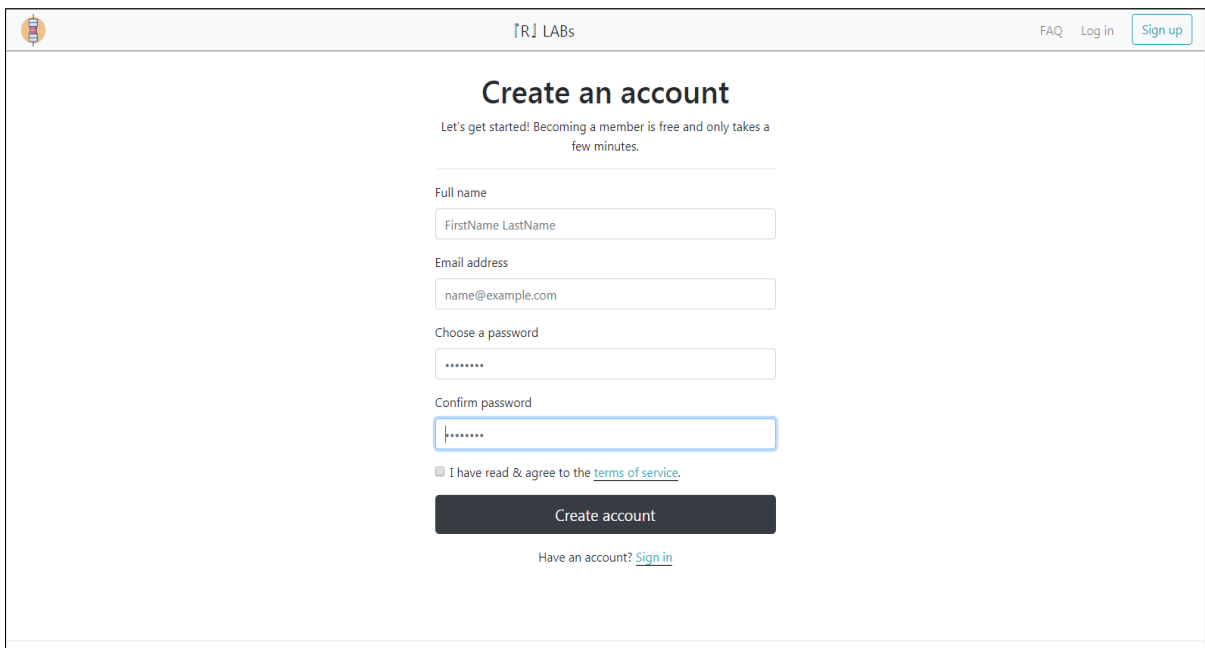 『R』 LABs
FAQ Log in Sign up
Create an account
Let's get started! Becoming a member is free and only takes a
few minutes.
Full name
FirstName LastName
Email address
name@example.com
Choose a password
••••••••
Confirm password
••••••••
I have read & agree to the terms of service.
Create account
Have an account? Sign in